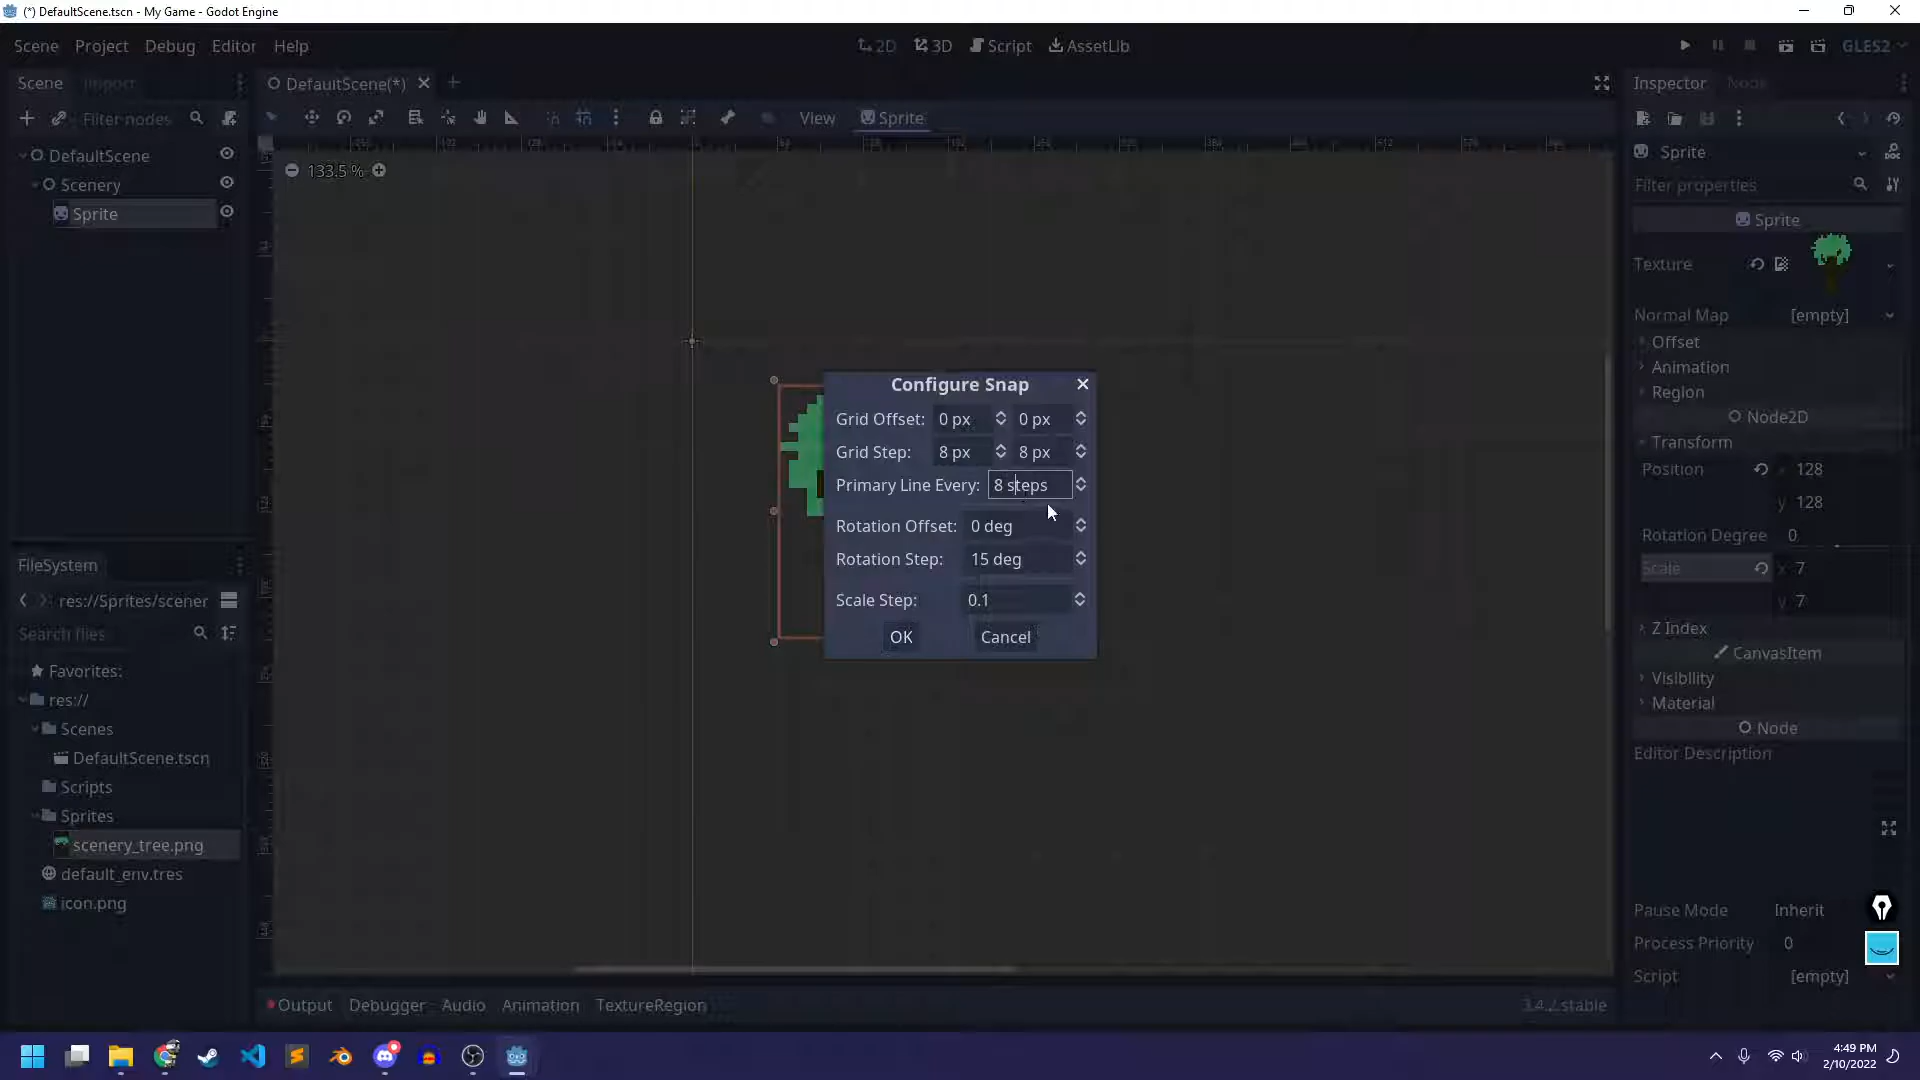 (*) DefaultScene.tscn - My Game - Godot Engine
Scene Project Debug Editor Help
2D 3D Script AssetLib
GLES2
Scene Import
DefaultScene(*)
Inspector Node
Filter nodes
View Sprite
133.5 %
DefaultScene
Scenery
Sprite
Sprite
Filter properties
Sprite
Texture
Normal Map [empty]
Offset
Animation
Region
Node2D
Transform
Position x 128
y 128
Rotation Degree 0
Scale x 7
y 7
Z Index
CanvasItem
Visibility
Material
Node
Editor Description
Pause Mode Inherit
Process Priority 0
Script [empty]
Configure Snap
Grid Offset: 0 px 0 px
Grid Step: 8 px 8 px
Primary Line Every: 8 steps
Rotation Offset: 0 deg
Rotation Step: 15 deg
Scale Step: 0.1
OK Cancel
FileSystem
res://Sprites/scener
Search files
Favorites:
res://
Scenes
DefaultScene.tscn
Scripts
Sprites
scenery_tree.png
default_env.tres
icon.png
Output Debugger Audio Animation TextureRegion
3.4.2.stable
4:49 PM
2/10/2022